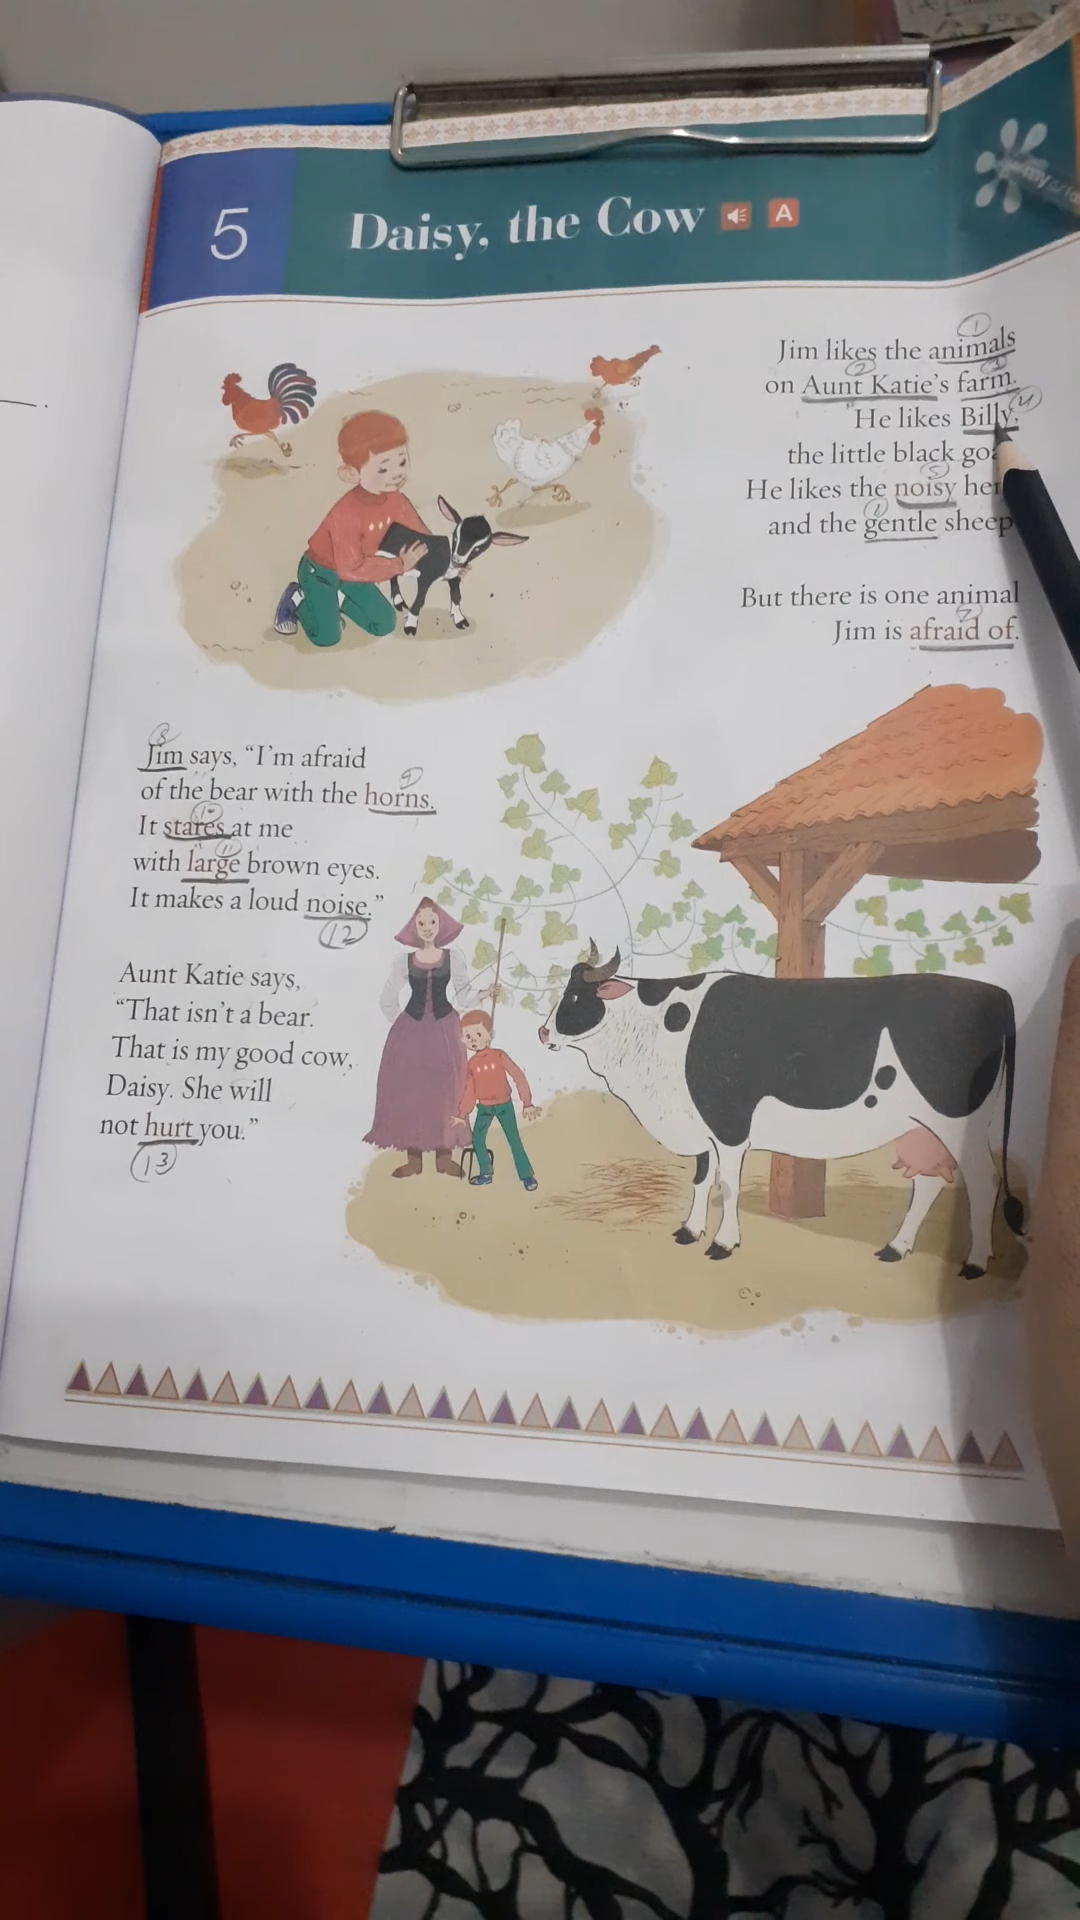 5 Daisy, the Cow A
Jim likes the animals
on Aunt Katie's farm.
He likes Billy,
the little black
He likes the noisy
and the gentle sheep
But there is one animal
Jim is afraid of.
Jim says, "I'm afraid
of the bear with the horns.
It stares at me
with large brown eyes.
It makes a loud noise."
12
Aunt Katie says,
"That isn't a bear.
That is my good cow,
Daisy. She will
not hurt you."
13